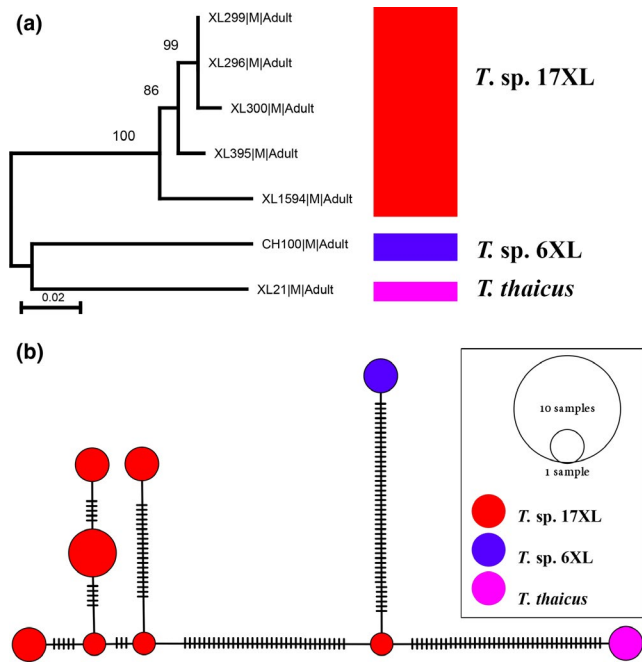 (a)
XL299|M|Adult
99
XL296|M|Adult
T. sp. 17XL
86
XL300|M|Adult
100
XL395|M|Adult
XL1594|M|Adult
CH100|M|Adult
T. sp. 6XL
XL21|M|Adult
T. thaicus
0.02
(b)
10 samples
1 sample
T. sp. 17XL
T. sp. 6XL
T. thaicus